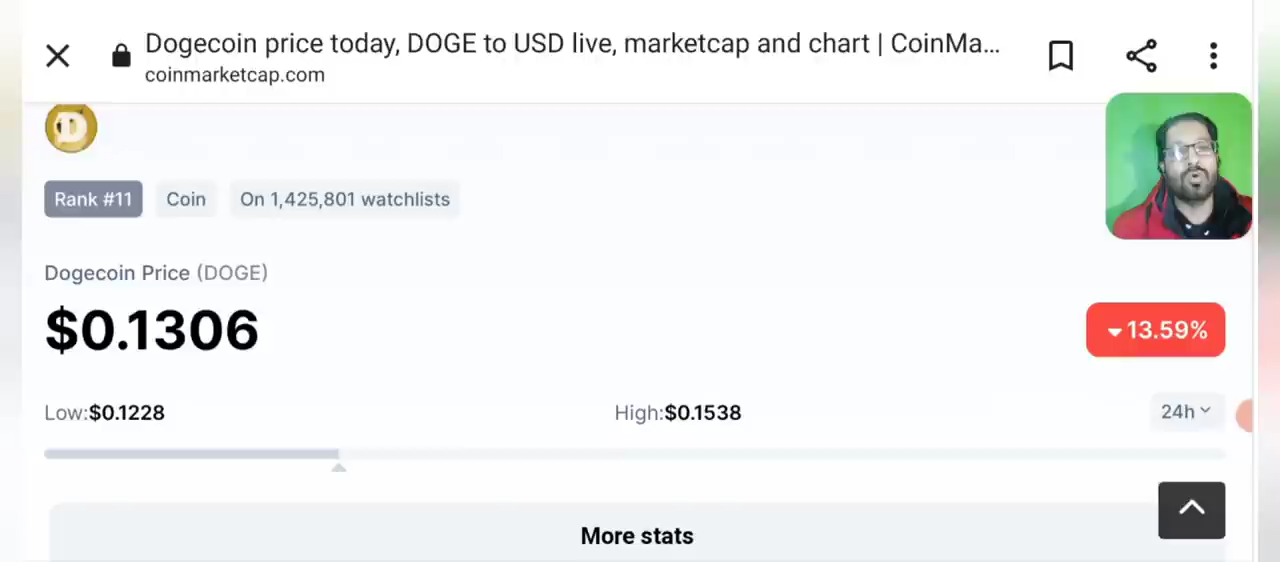 Dogecoin price today, DOGE to USD live, marketcap and chart | CoinMa...
coinmarketcap.com
Rank #11 Coin On 1,425,801 watchlists
Dogecoin Price (DOGE)
$0.1306 13.59%
Low:$0.1228 High:$0.1538 24h
More stats